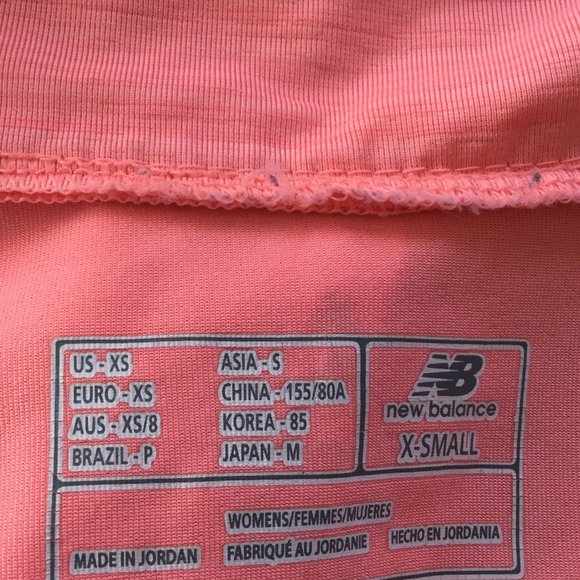 US - XS
EURO - XS
AUS - XS/8
BRAZIL - P
ASIA - S
CHINA - 155/80A
KOREA - 85
JAPAN - M
NB
new balance
X-SMALL
WOMENS/FEMMES/MUJERES
MADE IN JORDAN FABRIQUÉ AU JORDANIE HECHO EN JORDANIA